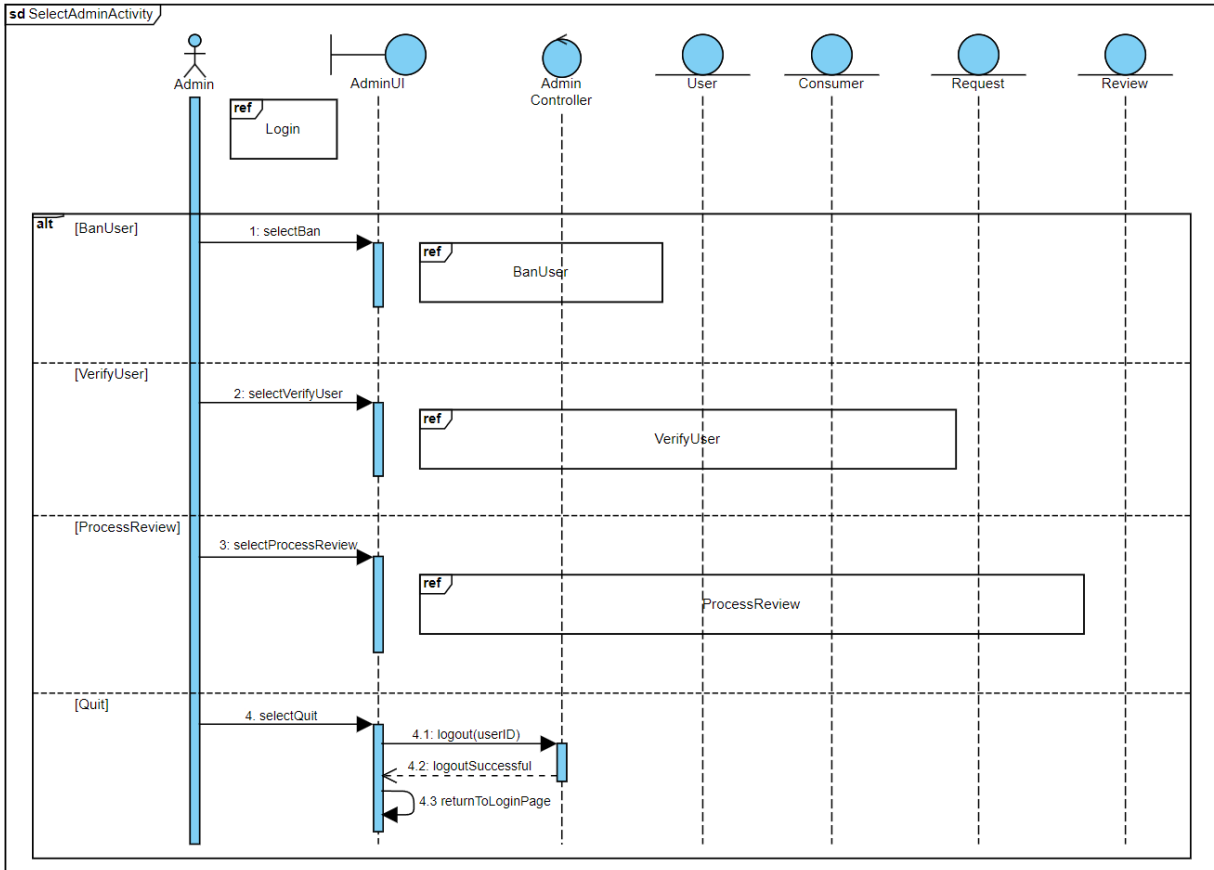 sd SelectAdminActivity
Admin
AdminUI
Admin
Controller
User
Consumer
Request
Review
ref
Login
alt
[BanUser]
1: selectBan
ref
BanUser
[VerifyUser]
2: selectVerifyUser
ref
VerifyUser
[ProcessReview]
3: selectProcessReview
ref
ProcessReview
[Quit]
4. selectQuit
4.1: logout(userID)
4.2: logoutSuccessful
4.3 returnToLoginPage